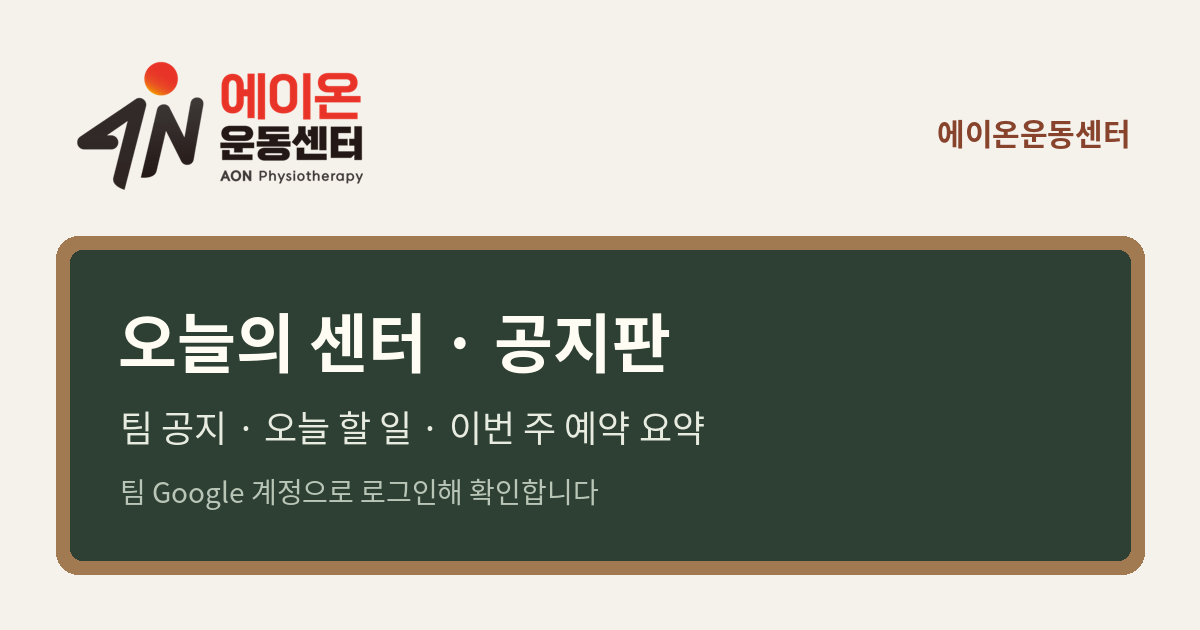 에이온
운동센터
AON Physiotherapy
에이온운동센터
오늘의 센터 · 공지판
팀 공지 · 오늘 할 일 · 이번 주 예약 요약
팀 Google 계정으로 로그인해 확인합니다